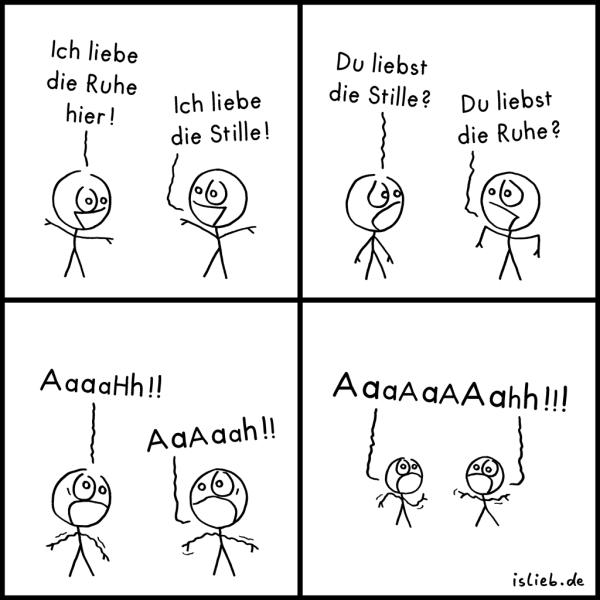 Ich liebe
die Ruhe
hier!
Ich liebe
die Stille!
Du liebst
die Stille?
Du liebst
die Ruhe?
AaaaHh!!
AaAaah!!
AaaAaAAahh!!!
islieb.de